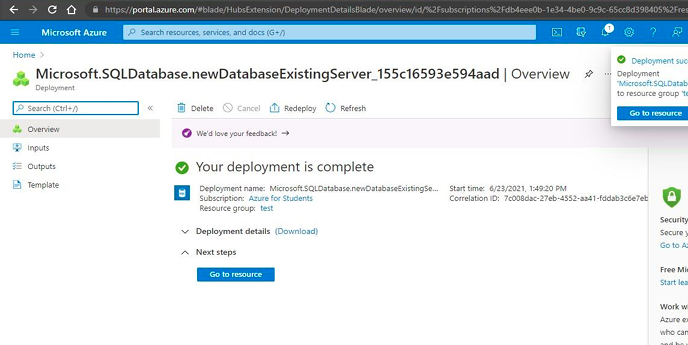 https://portal.azure.com/#blade/HubsExtension/DeploymentDetailsBlade/overview/id/%2Fsubscriptions%2Fdb4eee0b-1e34-4be0-9c9c-65cc8d398405%2Fres
Microsoft Azure
Search resources, services, and docs (G+/)
1
Home >
Microsoft.SQLDatabase.newDatabaseExistingServer_155c16593e594aad | Overview
Deployment
Search (Ctrl+/)
Overview
Inputs
Outputs
Template
Delete
Cancel
Redeploy
Refresh
We'd love your feedback! →
Your deployment is complete
Deployment name: Microsoft.SQLDatabase.newDatabaseExistingSe...
Subscription: Azure for Students
Resource group: test
Start time: 6/23/2021, 1:49:20 PM
Correlation ID: 7c008dac-27eb-4552-aa41-fddab3c6e7eb
Deployment details (Download)
Next steps
Go to resource
Deployment suc
Deployment
'Microsoft.SQLDatab
to resource group 'te
Go to resource
Security
Secure y
Go to Az
Free Mic
Start lea
Work wi
Azure ex
who can